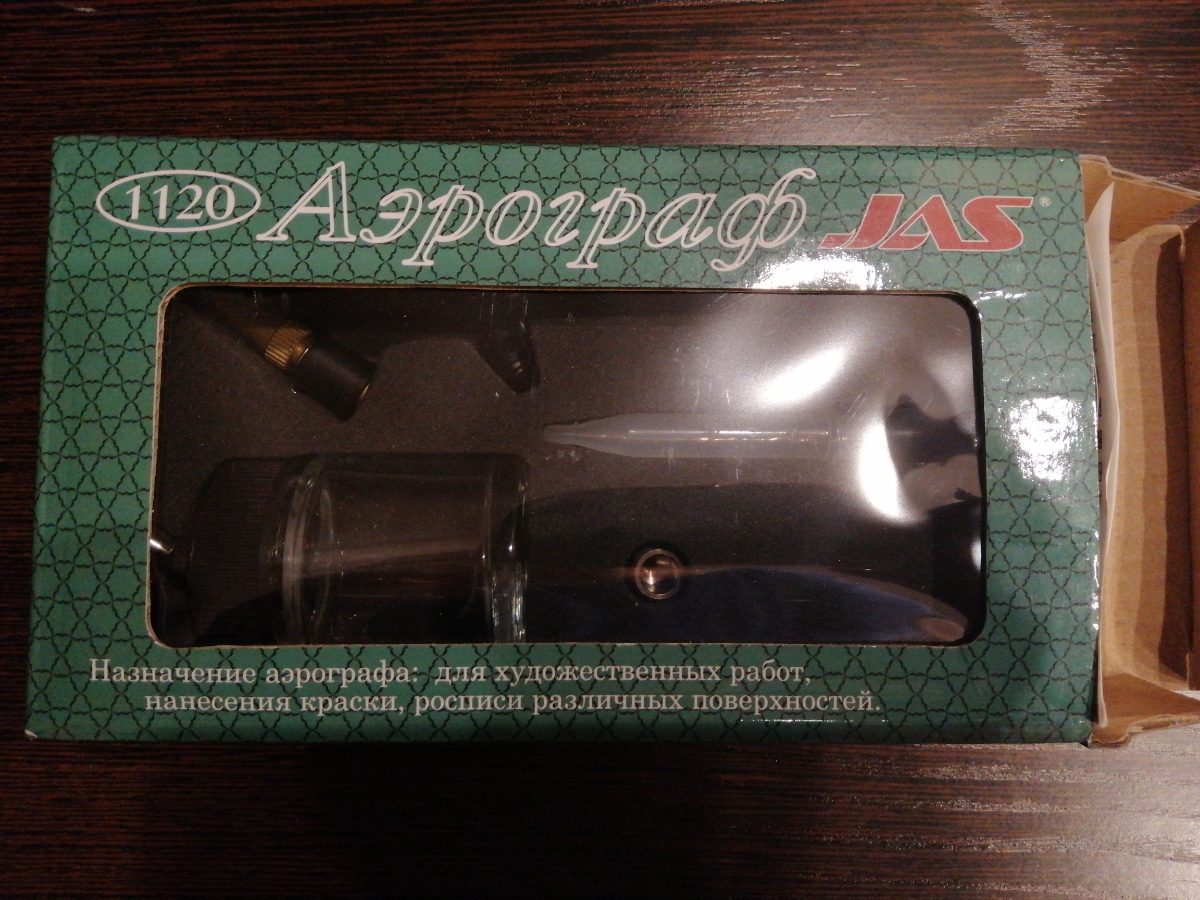 1120 Аэрограф JAS®
Назначение аэрографа: для художественных работ,
нанесения краски, росписи различных поверхностей.